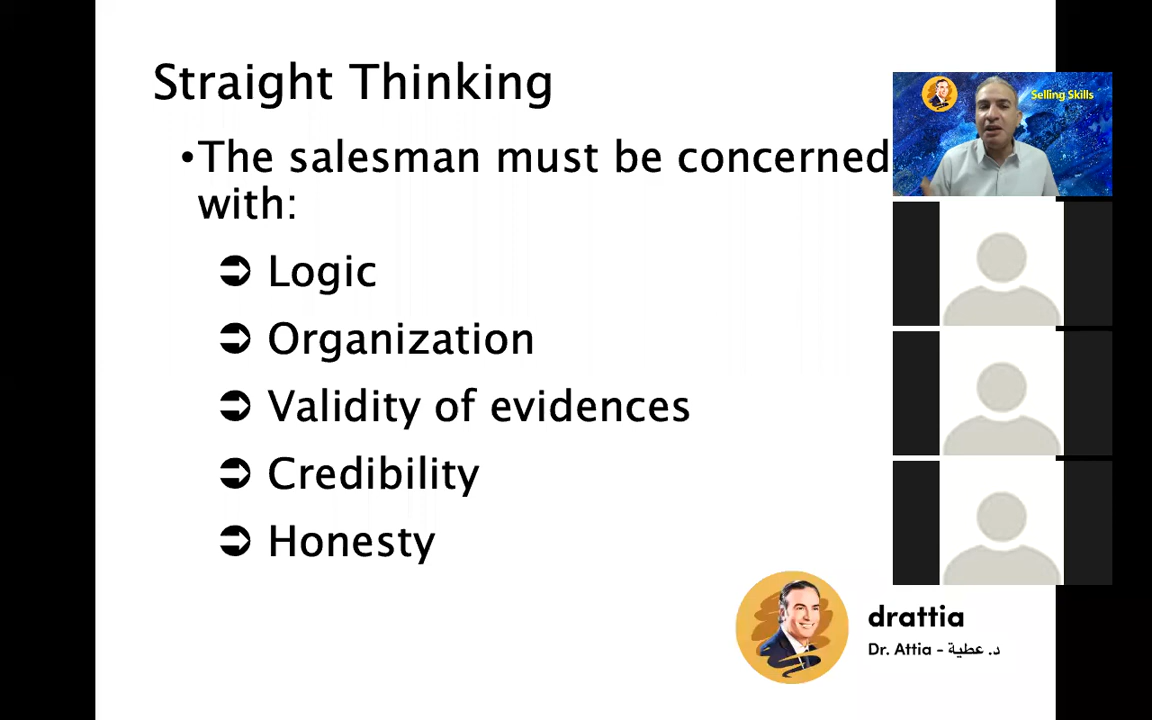 Straight Thinking
•The salesman must be concerned
with:
➲ Logic
➲ Organization
➲ Validity of evidences
➲ Credibility
➲ Honesty
Selling Skills
drattia
Dr. Attia - د. عطية